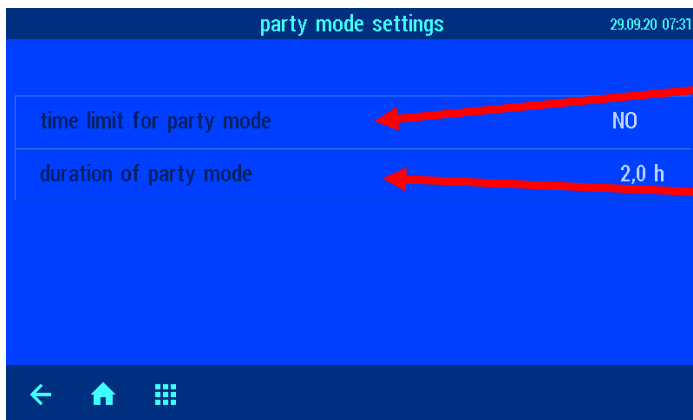 party mode settings 29.09.20 07:31
time limit for party mode NO
duration of party mode 2,0 h